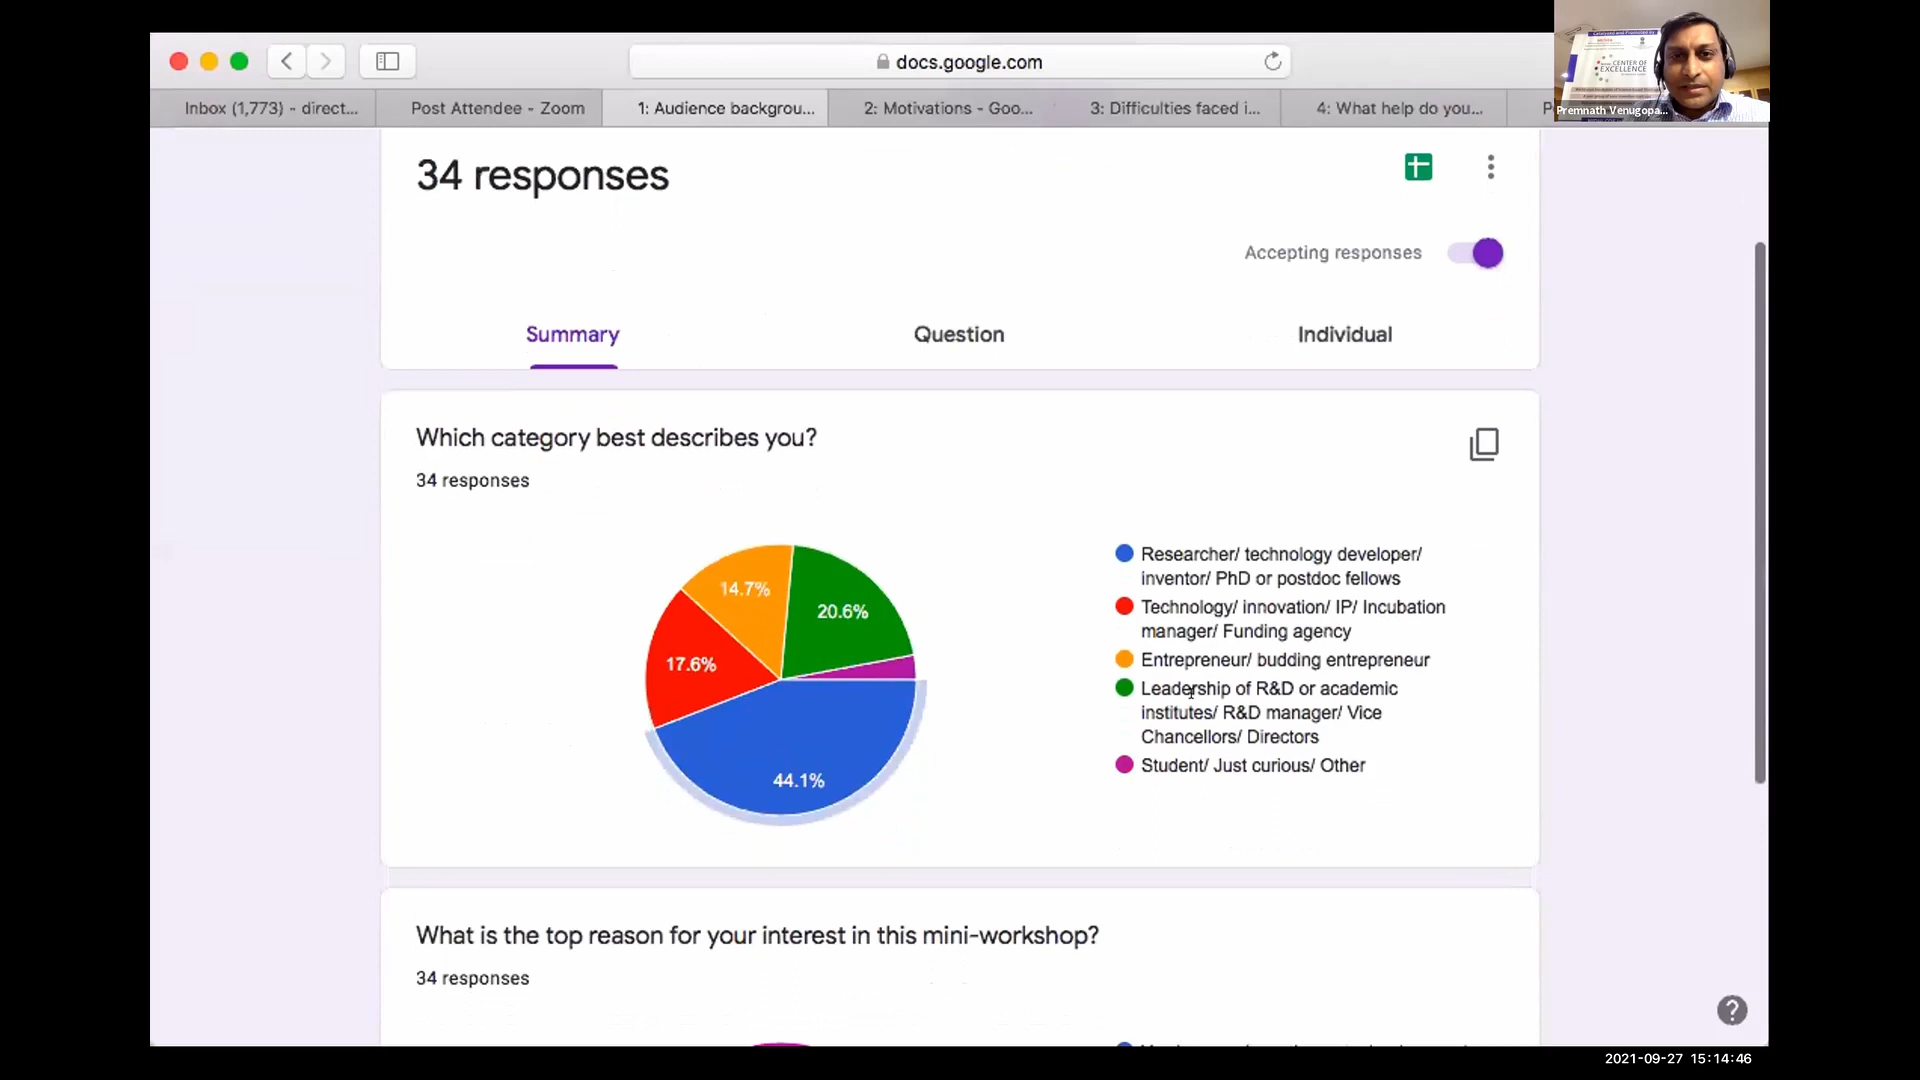 docs.google.com
Inbox (1,773) - direct...
Post Attendee - Zoom
1: Audience backgrou...
2: Motivations - Goo...
3: Difficulties faced i...
4: What help do you...
CENTER OF
EXCELLENCE
Premnath Venugopa...
34 responses
Accepting responses
Summary
Question
Individual
Which category best describes you?
34 responses
14.7%
20.6%
17.6%
44.1%
Researcher/ technology developer/
inventor/ PhD or postdoc fellows
Technology/ innovation/ IP/ Incubation
manager/ Funding agency
Entrepreneur/ budding entrepreneur
Leadership of R&D or academic
institutes/ R&D manager/ Vice
Chancellors/ Directors
Student/ Just curious/ Other
What is the top reason for your interest in this mini-workshop?
34 responses
2021-09-27 15:14:46